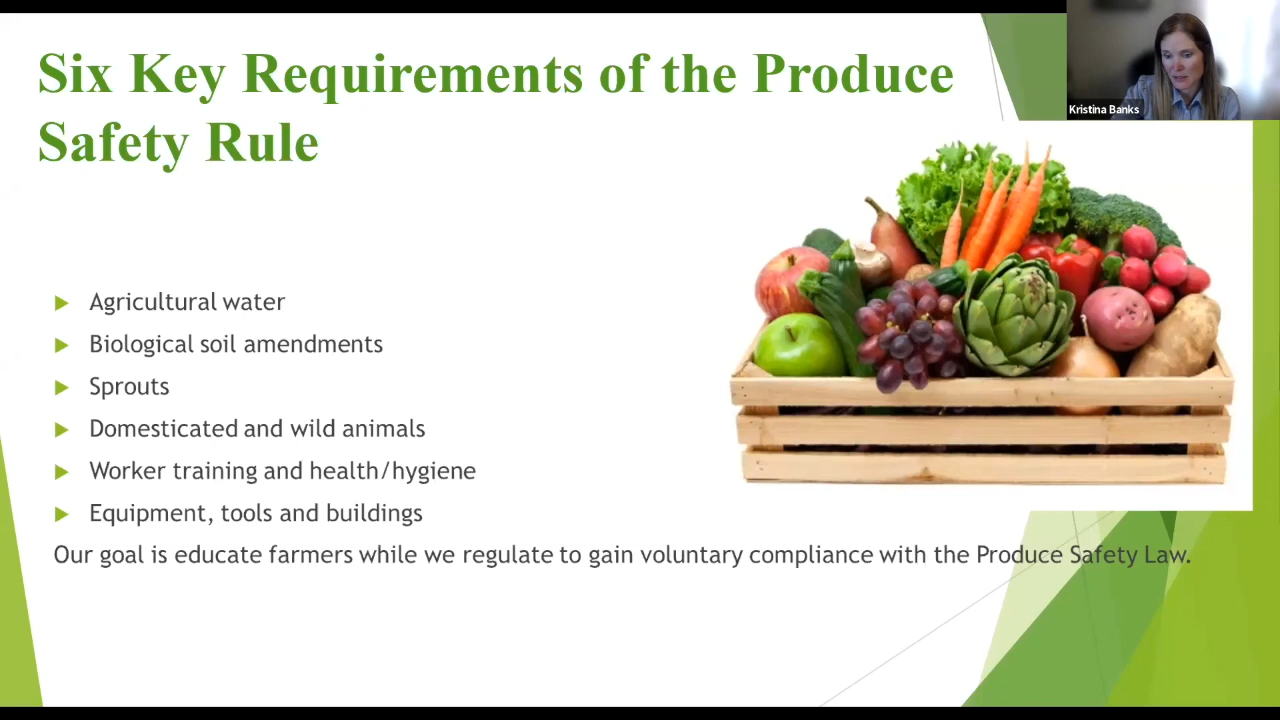 Six Key Requirements of the Produce
Safety Rule
Kristina Banks
Agricultural water
Biological soil amendments
Sprouts
Domesticated and wild animals
Worker training and health/hygiene
Equipment, tools and buildings
Our goal is educate farmers while we regulate to gain voluntary compliance with the Produce Safety Law.